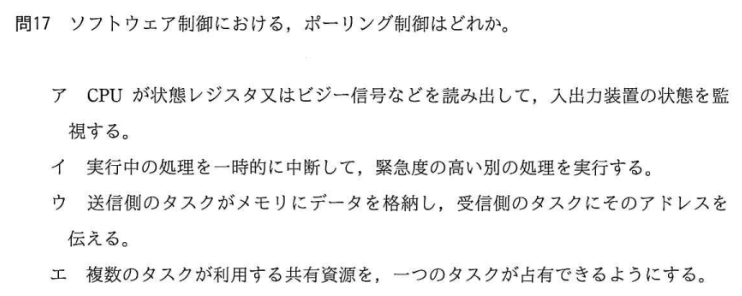 問17 ソフトウェア制御における，ポーリング制御はどれか。
ア CPU が状態レジスタ又はビジー信号などを読み出して，入出力装置の状態を監
視する。
イ 実行中の処理を一時的に中断して，緊急度の高い別の処理を実行する。
ウ 送信側のタスクがメモリにデータを格納し，受信側のタスクにそのアドレスを
伝える。
エ 複数のタスクが利用する共有資源を，一つのタスクが占有できるようにする。